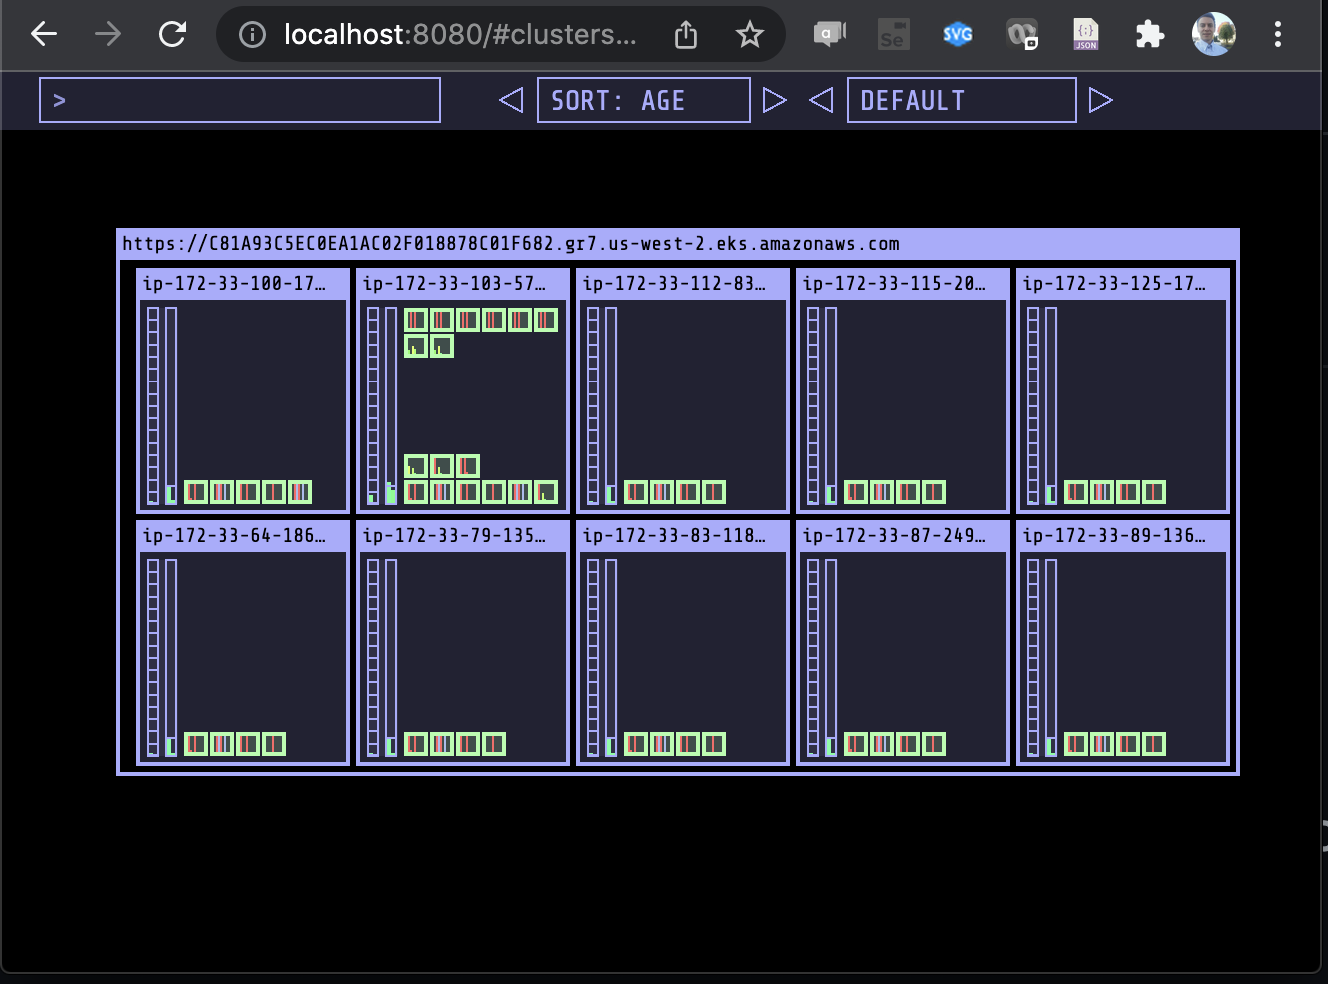 localhost:8080/#clusters...
a
Se
SVG
{:}
JSON
>
SORT: AGE
DEFAULT
https://C81A93C5EC0EA1AC02F018878C01F682.gr7.us-west-2.eks.amazonaws.com
ip-172-33-100-17…
ip-172-33-103-57…
ip-172-33-112-83…
ip-172-33-115-20…
ip-172-33-125-17…
ip-172-33-64-186…
ip-172-33-79-135…
ip-172-33-83-118…
ip-172-33-87-249…
ip-172-33-89-136…